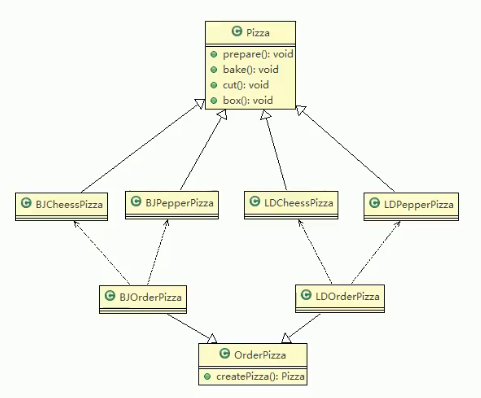 Pizza
prepare(): void
bake(): void
cut(): void
box(): void
BJCheessPizza
BJPepperPizza
LDCheessPizza
LDPepperPizza
BJOrderPizza
LDOrderPizza
OrderPizza
createPizza(): Pizza